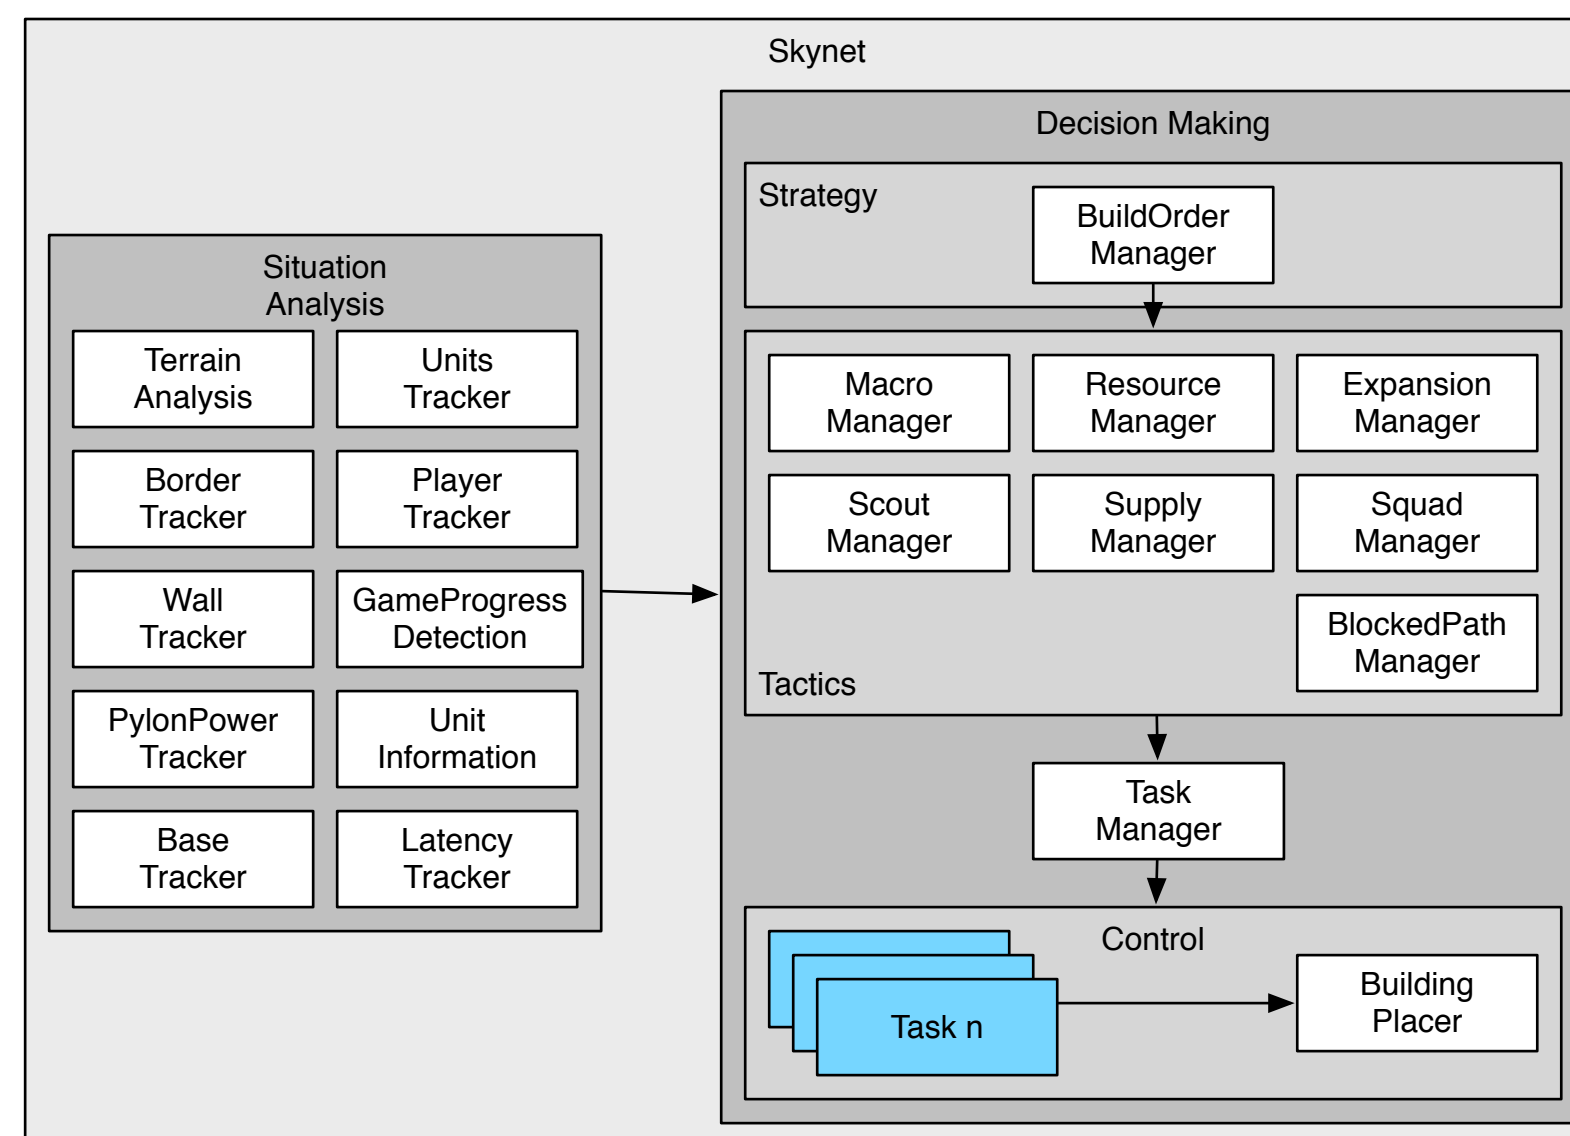 Skynet
Situation
Analysis
Terrain
Analysis
Units
Tracker
Border
Tracker
Player
Tracker
Wall
Tracker
GameProgress
Detection
PylonPower
Tracker
Unit
Information
Base
Tracker
Latency
Tracker
Decision Making
Strategy
BuildOrder
Manager
Macro
Manager
Resource
Manager
Expansion
Manager
Scout
Manager
Supply
Manager
Squad
Manager
BlockedPath
Manager
Tactics
Task
Manager
Control
Task n
Building
Placer